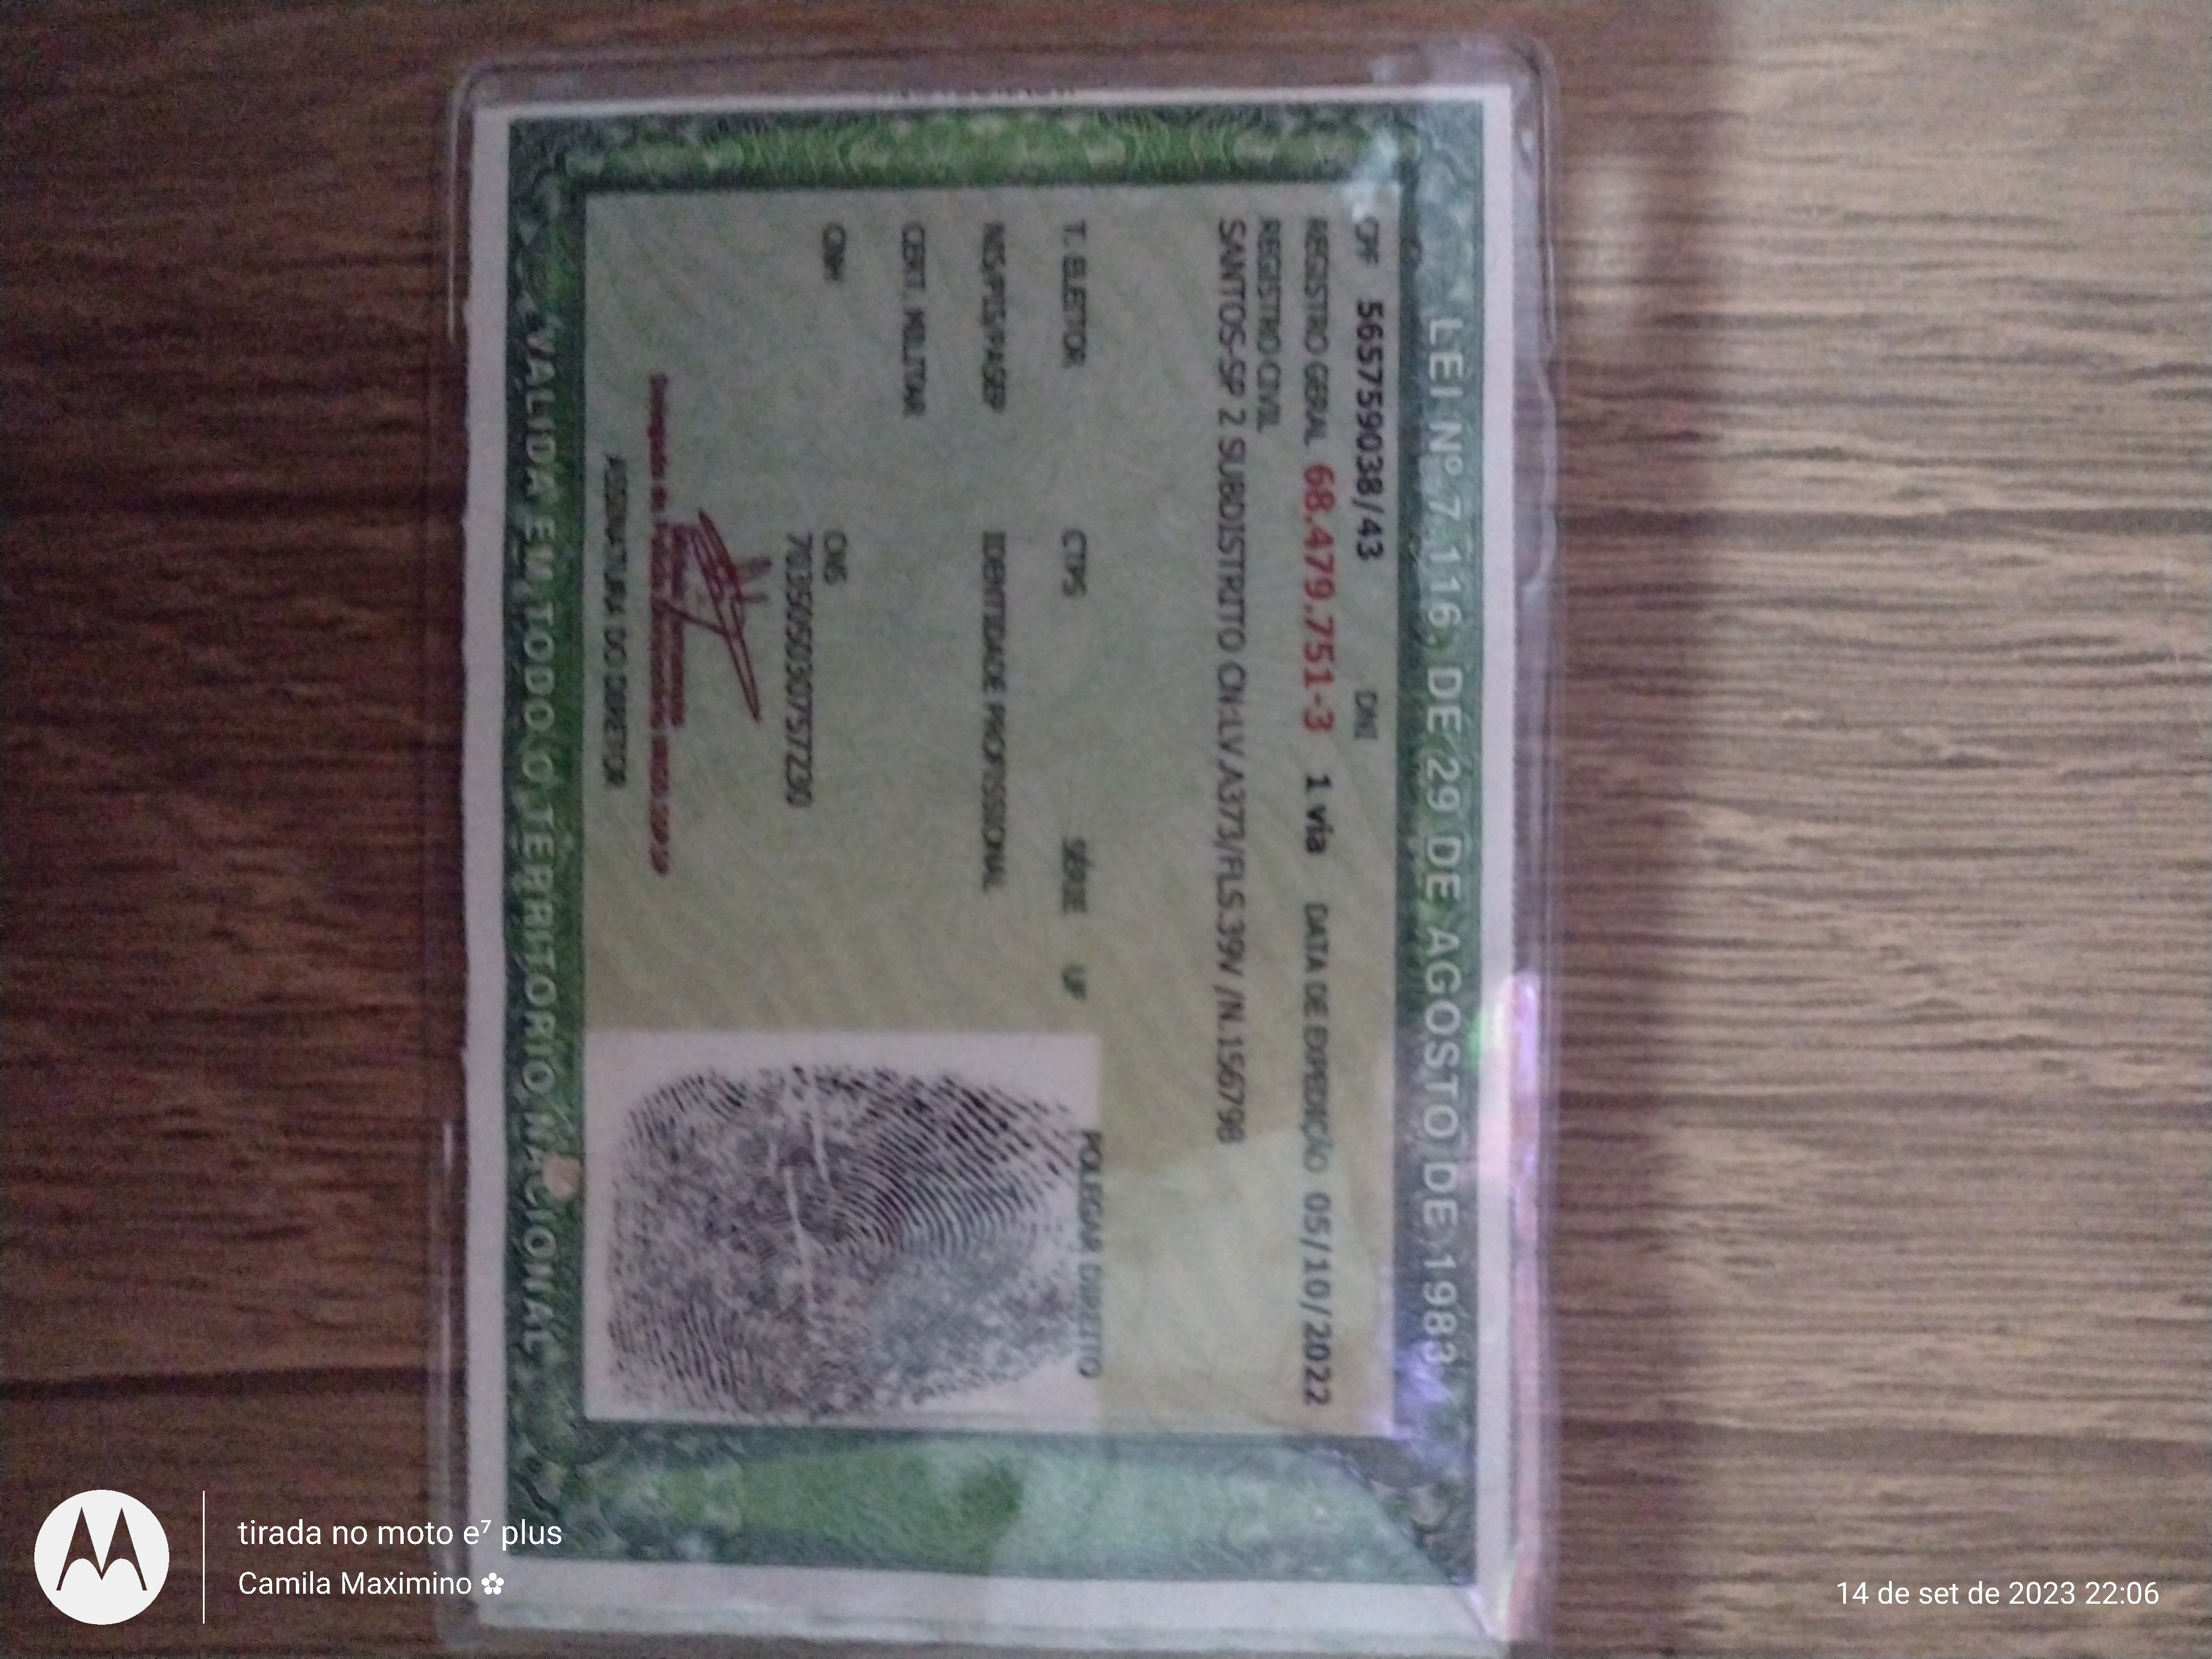 LEI Nº 7.116, DE 29 DE AGOSTO DE 1983
CPF 565759038/43 DNI
REGISTRO GERAL 68.479.751-3 1 via DATA DE EXPEDIÇÃO 05/10/2022
REGISTRO CIVIL
SANTOS-SP 2 SUBDISTRITO CN:LV A373/FLS.39V /N.156798
T. ELEITOR CTPS SÉRIE UF
POLEGAR DIREITO
NIS/PIS/PASEP IDENTIDADE PROFISSIONAL
CERT. MILITAR
CNH CNS
703505030757230
ASSINATURA DO DIRETOR
VÁLIDA EM TODO O TERRITÓRIO NACIONAL
tirada no moto e⁷ plus
Camila Maximino ✿
14 de set de 2023 22:06